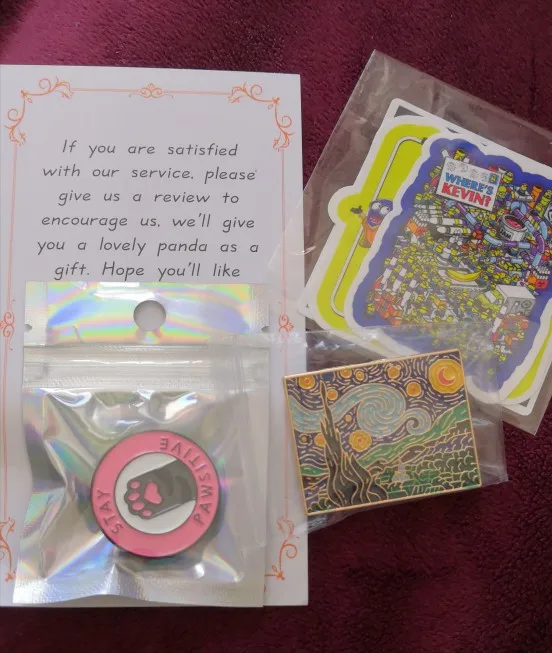 If you are satisfied
with our service. please
give us a review to
encourage us. we'll give
you a lovely panda as a
gift. Hope you'll like
WHERE'S
KEVIN?
STAY
PAWSITIVE